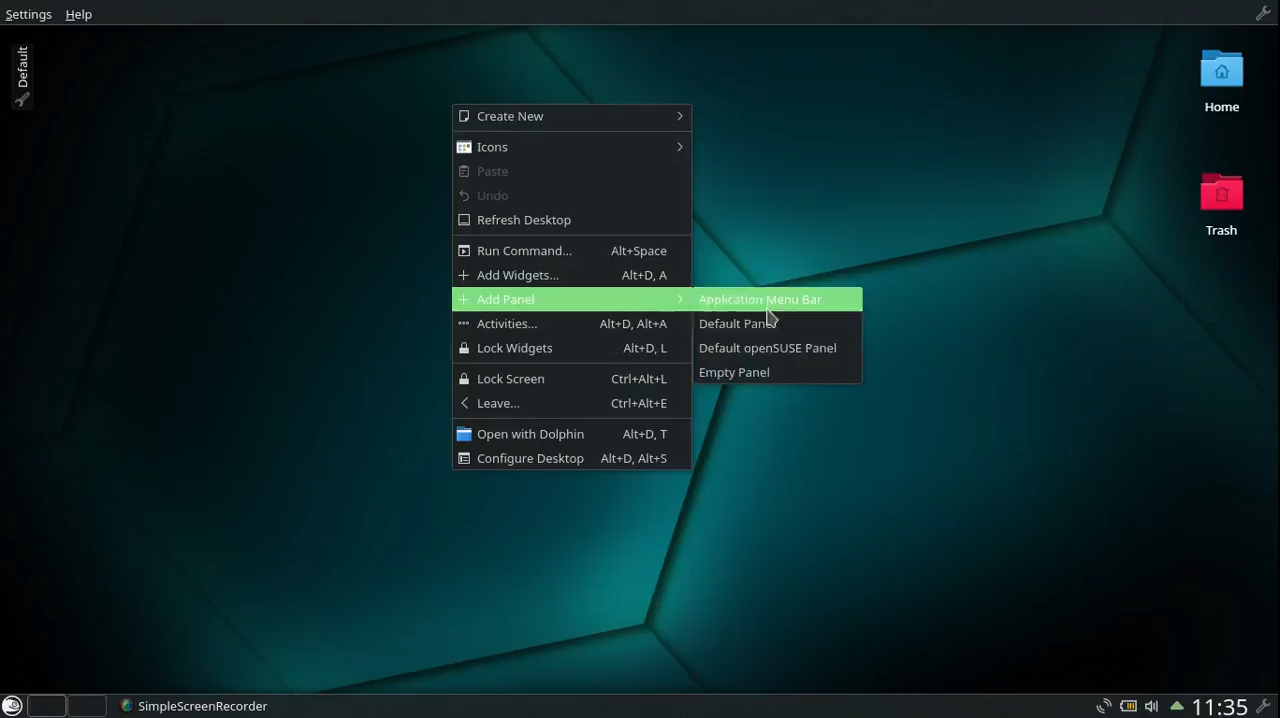 Settings Help
Default
Home
Trash
Create New
Icons
Paste
Undo
Refresh Desktop
Run Command... Alt+Space
Add Widgets... Alt+D, A
Add Panel
Activities... Alt+D, Alt+A
Lock Widgets Alt+D, L
Lock Screen Ctrl+Alt+L
Leave... Ctrl+Alt+E
Open with Dolphin Alt+D, T
Configure Desktop Alt+D, Alt+S
Application Menu Bar
Default Panel
Default openSUSE Panel
Empty Panel
SimpleScreenRecorder
11:35